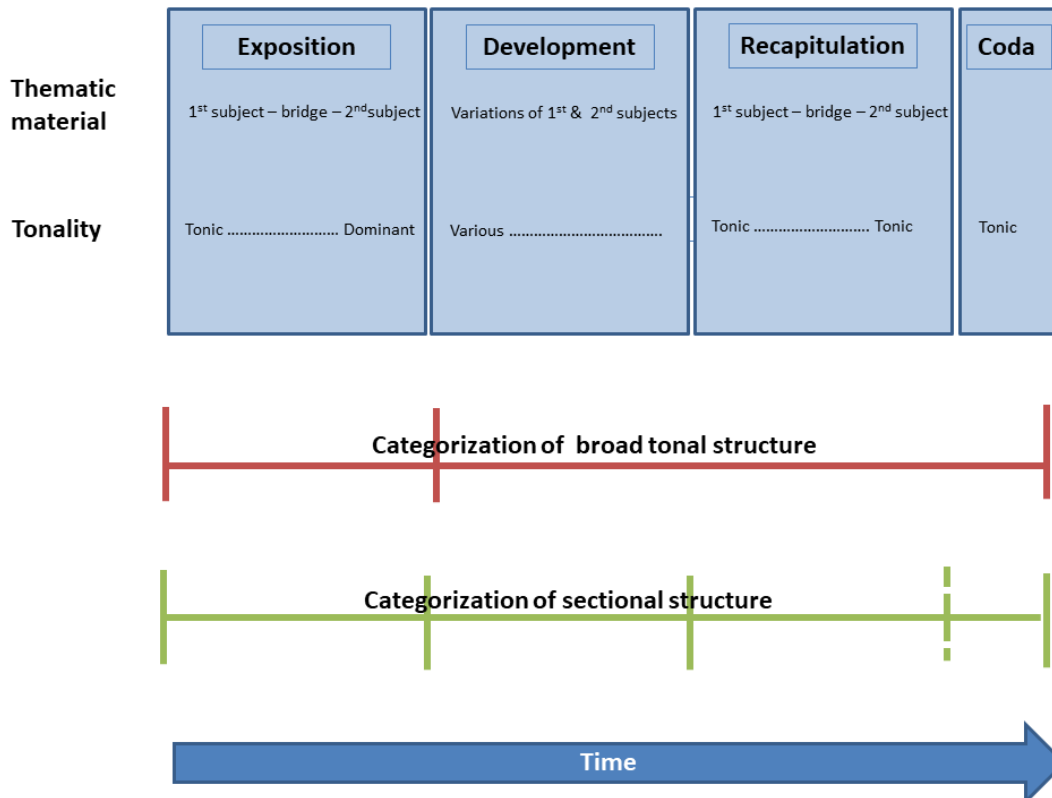 Exposition
Development
Recapitulation
Coda
Thematic
material
1st subject – bridge – 2nd subject
Variations of 1st & 2nd subjects
1st subject – bridge – 2nd subject
Tonality
Tonic ........................... Dominant
Various .....................................
Tonic ............................ Tonic
Tonic
Categorization of broad tonal structure
Categorization of sectional structure
Time